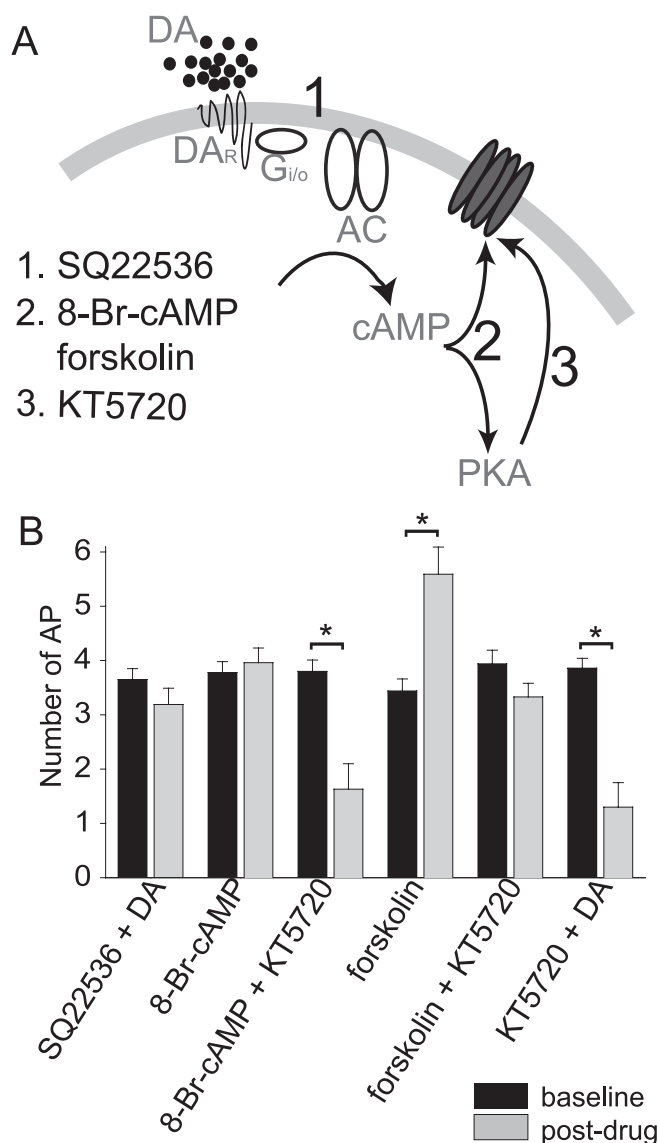 A
DA
1
DAR
Gi/o
AC
1. SQ22536
2. 8-Br-cAMP
forskolin
3. KT5720
cAMP
2
3
PKA
B
*
*
*
6
5
4
3
2
1
0
Number of AP
SQ22536 + DA
8-Br-cAMP
8-Br-cAMP + KT5720
forskolin
forskolin + KT5720
KT5720 + DA
baseline
post-drug